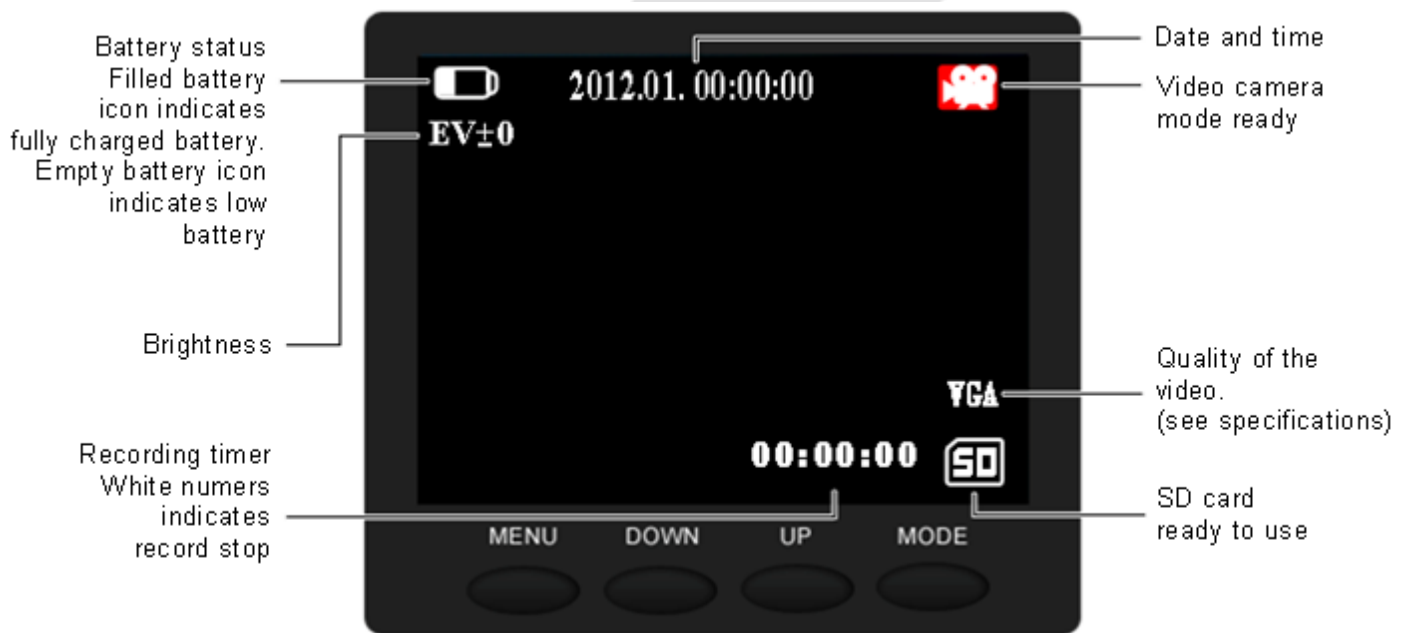 Battery status
Filled battery
icon indicates
fully charged battery.
Empty battery icon
indicates low
battery
Brightness
Recording timer
White numers
indicates
record stop
2012.01. 00:00:00
EV±0
VGA
00:00:00
SD
MENU DOWN UP MODE
Date and time
Video camera
mode ready
Quality of the
video.
(see specifications)
SD card
ready to use